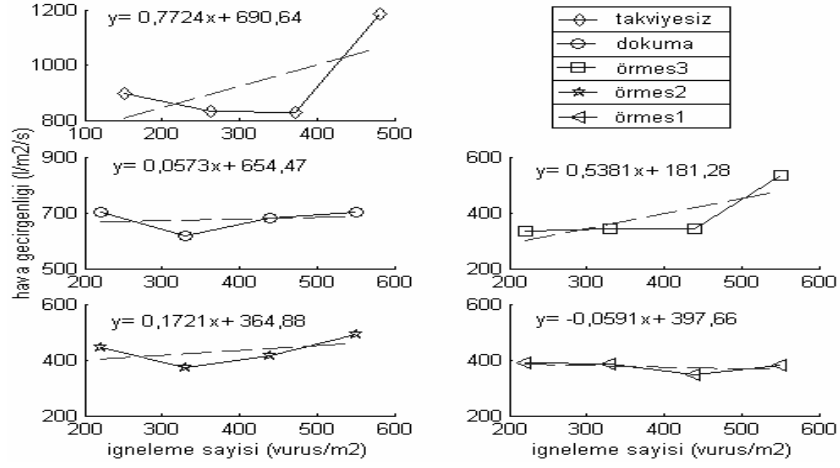 hava gecirgenligi (l/m2/s)
1200
1000
800
y= 0,7724x+ 690,64
100 200 300 400 500
takviyesiz
dokuma
örmes3
örmes2
örmes1
900
700
500
y= 0,0573x+ 654,47
200 300 400 500 600
600
400
200
y= 0,5381x+ 181,28
200 300 400 500 600
600
400
200
y= 0,1721x+ 364,88
200 300 400 500 600
igneleme sayisi (vurus/m2)
600
400
200
y= -0,0591x+ 397,66
200 300 400 500 600
igneleme sayisi (vurus/m2)